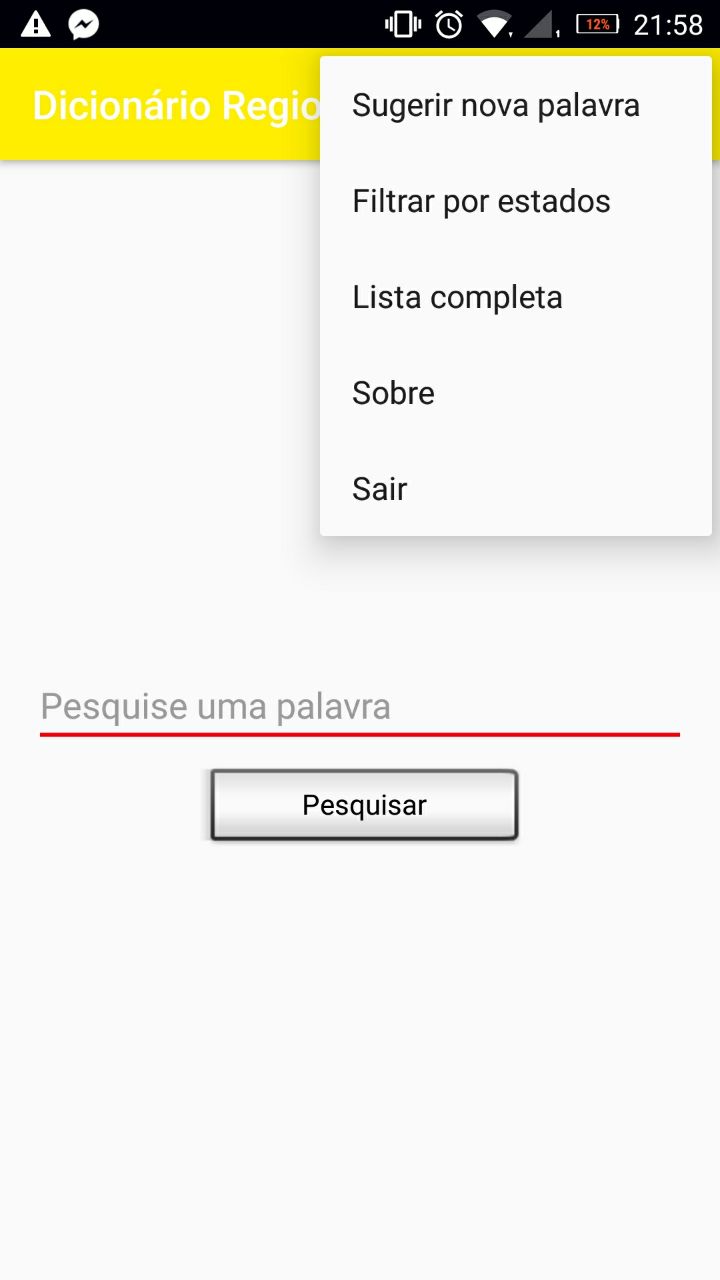 12% 21:58
Dicionário Regio
Sugerir nova palavra
Filtrar por estados
Lista completa
Sobre
Sair
Pesquise uma palavra
Pesquisar